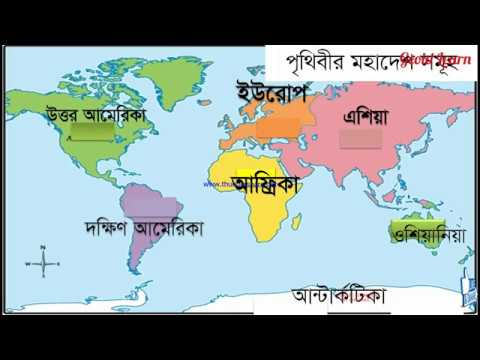 পৃথিবীর মহাদেশ সমূহ
ইউরোপ
উত্তর আমেরিকা
এশিয়া
আফ্রিকা
দক্ষিণ আমেরিকা
ওশিয়ানিয়া
আন্টার্কটিকা